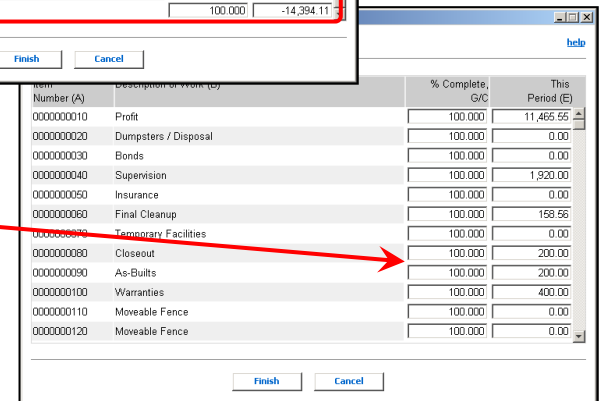 100.000 -14,394.11
Finish Cancel
help
Item Description of Work (B) % Complete, This
Number (A) G/C Period (E)
0000000010 Profit 100.000 11,465.55
0000000020 Dumpsters / Disposal 100.000 0.00
0000000030 Bonds 100.000 0.00
0000000040 Supervision 100.000 1,920.00
0000000050 Insurance 100.000 0.00
0000000060 Final Cleanup 100.000 158.56
0000000070 Temporary Facilities 100.000 0.00
0000000080 Closeout 100.000 200.00
0000000090 As-Builts 100.000 200.00
0000000100 Warranties 100.000 400.00
0000000110 Moveable Fence 100.000 0.00
0000000120 Moveable Fence 100.000 0.00
Finish Cancel